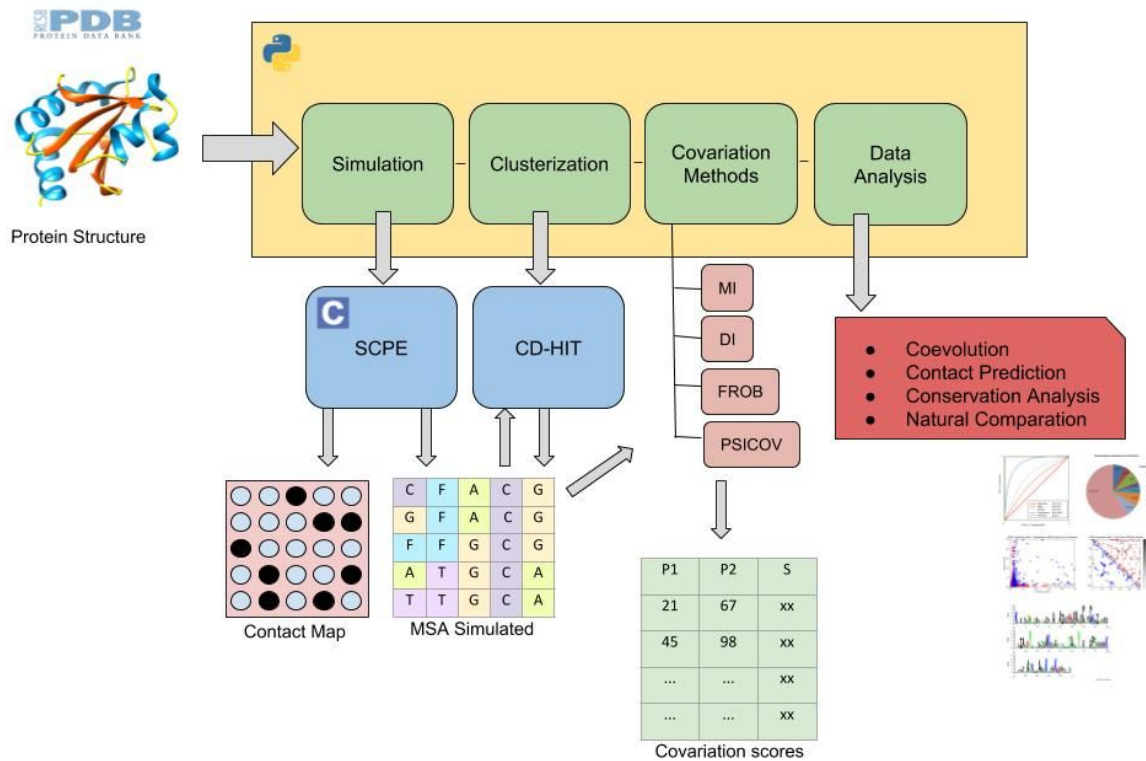 RCSB PDB
PROTEIN DATA BANK
Protein Structure
Simulation
Clusterization
Covariation
Methods
Data
Analysis
C
SCPE
CD-HIT
MI
DI
FROB
PSICOV
● Coevolution
● Contact Prediction
● Conservation Analysis
● Natural Comparation
C F A C G
G F A C G
F F G C G
A T G C A
T T G C A
Contact Map
MSA Simulated
P1 P2 S
21 67 xx
45 98 xx
... ... xx
... ... xx
Covariation scores